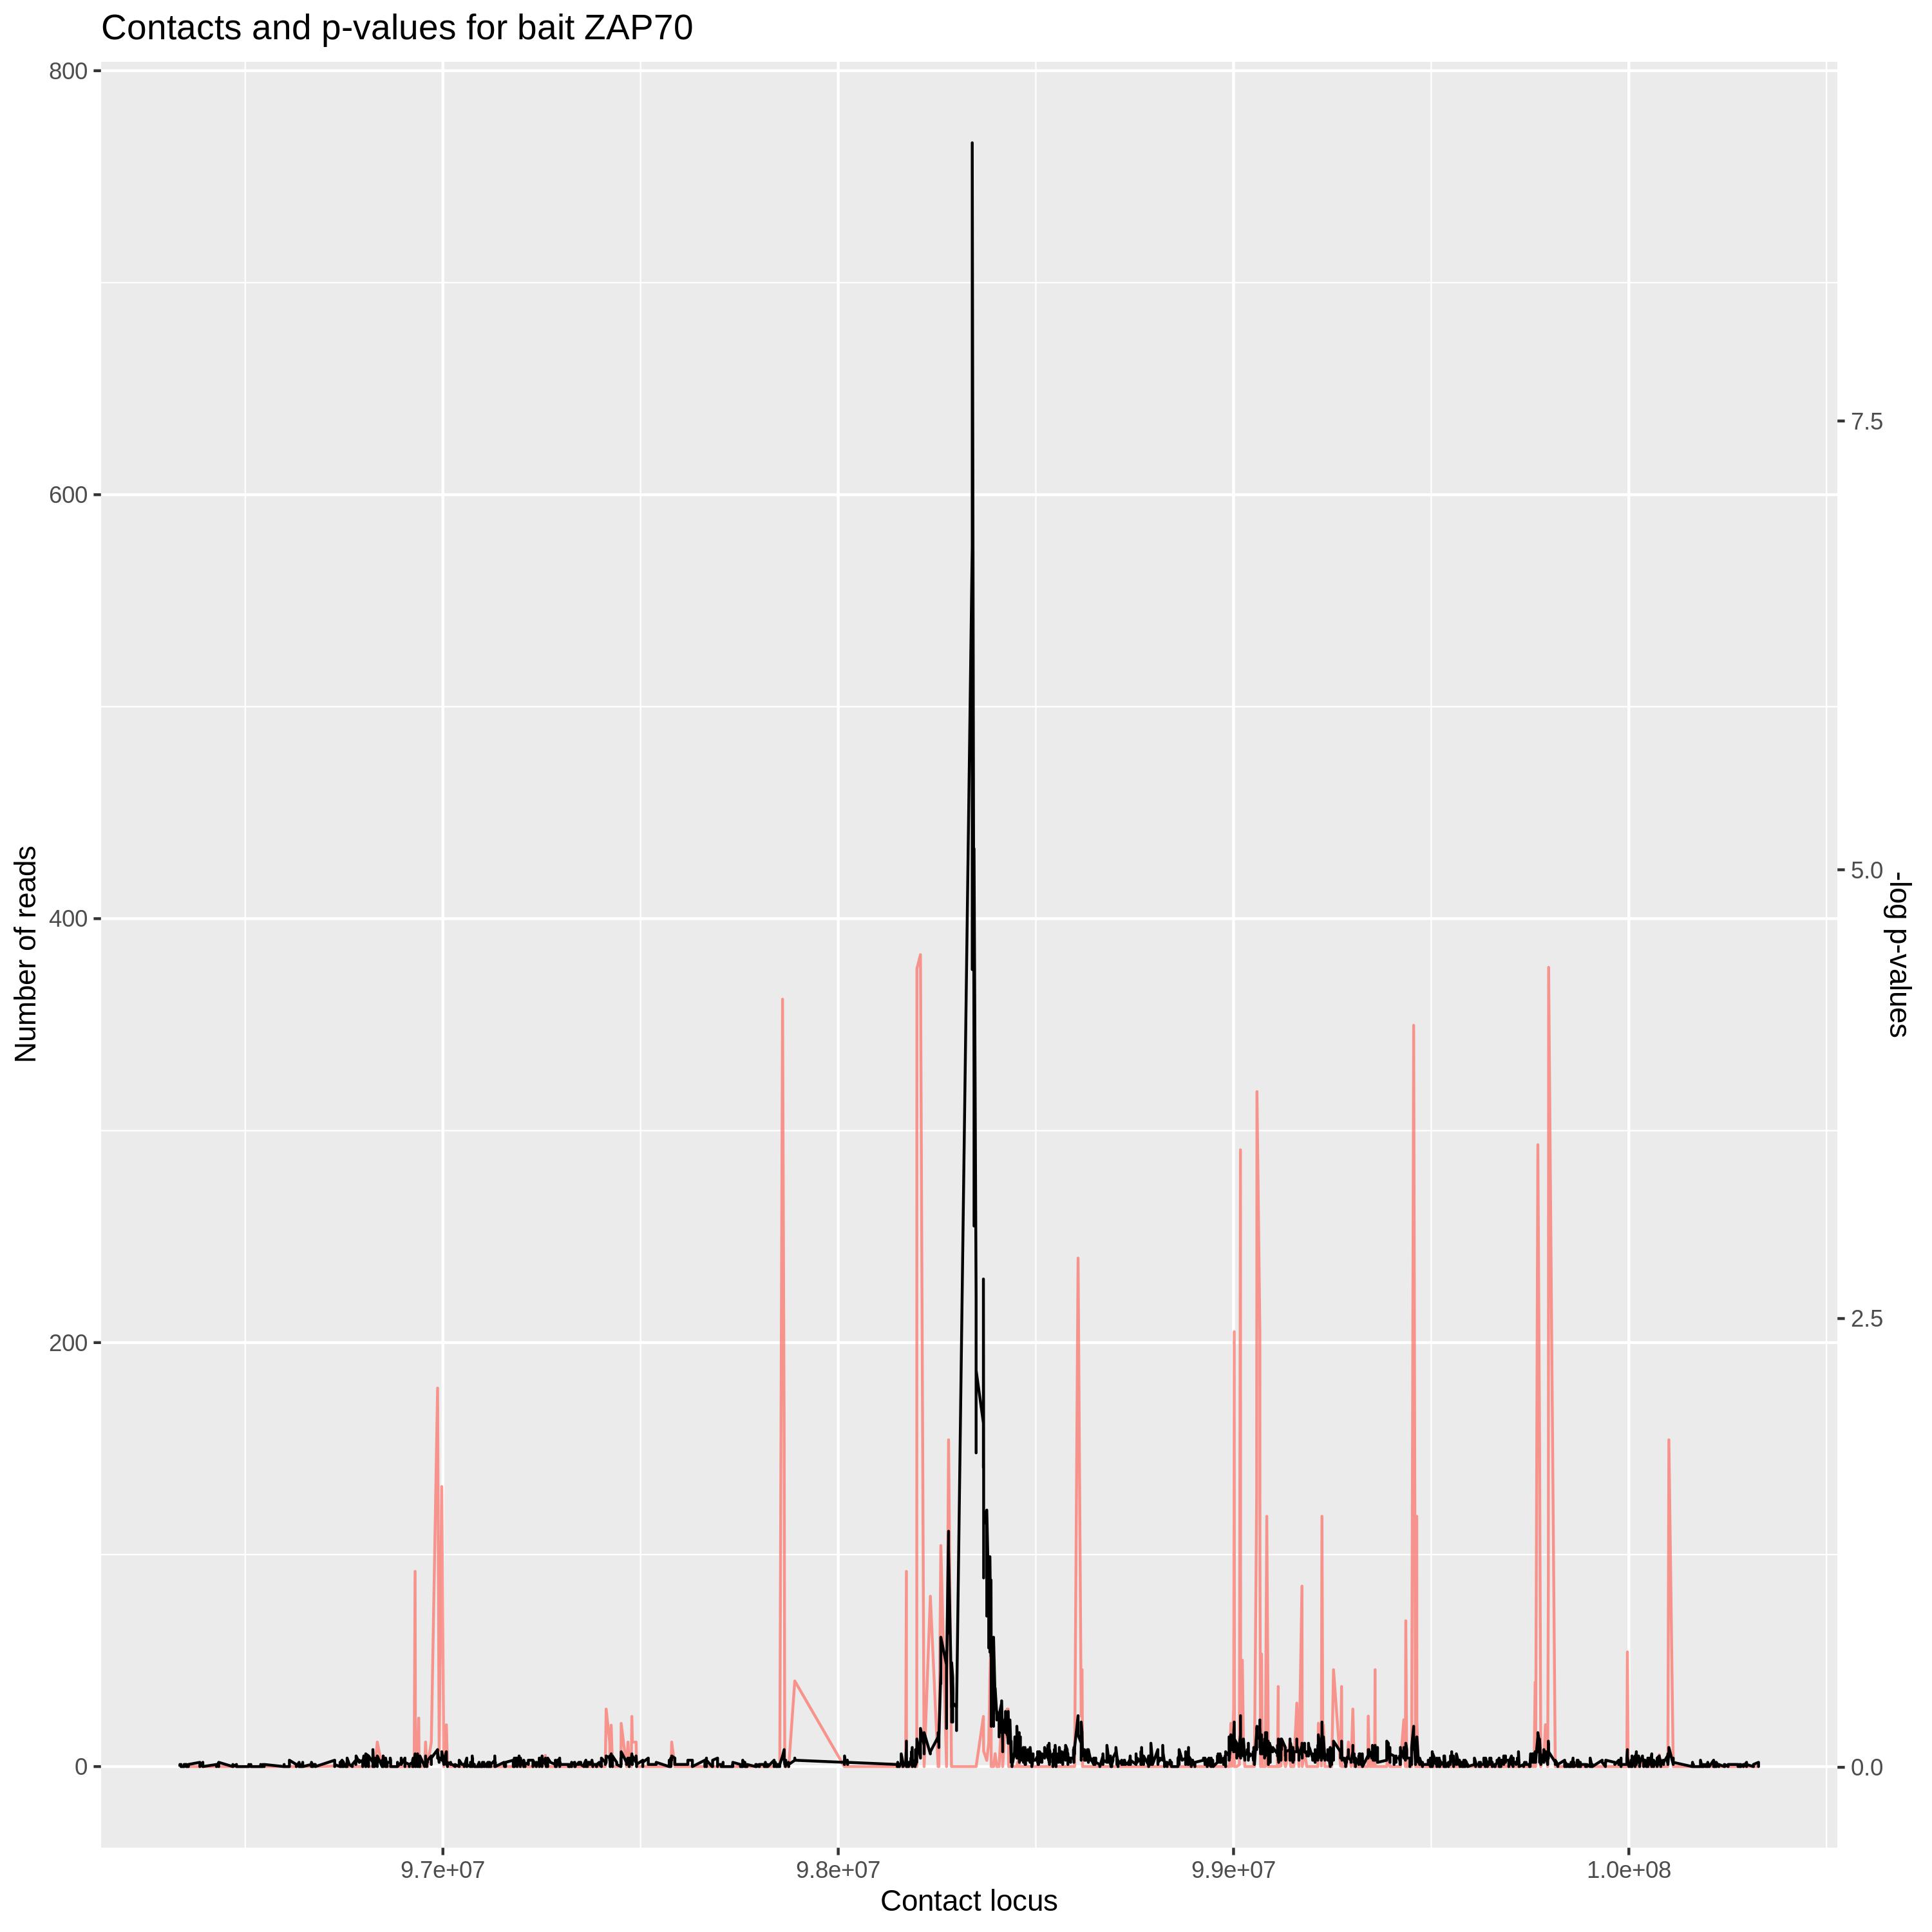 Contacts and p-values for bait ZAP70
800
600
400
200
0
Number of reads
7.5
5.0
2.5
0.0
-log p-values
9.7e+07
9.8e+07
9.9e+07
1.0e+08
Contact locus